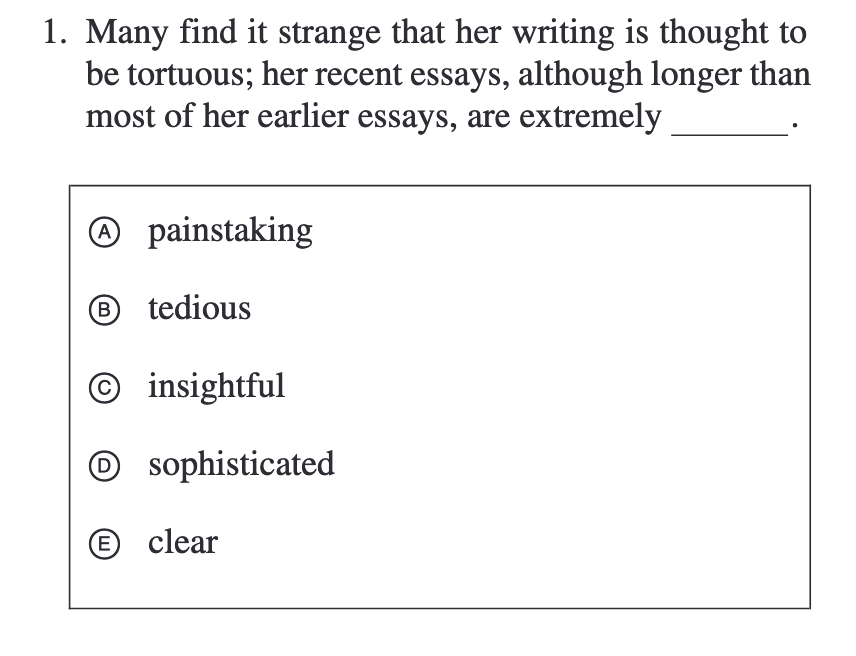 1. Many find it strange that her writing is thought to
be tortuous; her recent essays, although longer than
most of her earlier essays, are extremely _______.
A painstaking
B tedious
C insightful
D sophisticated
E clear